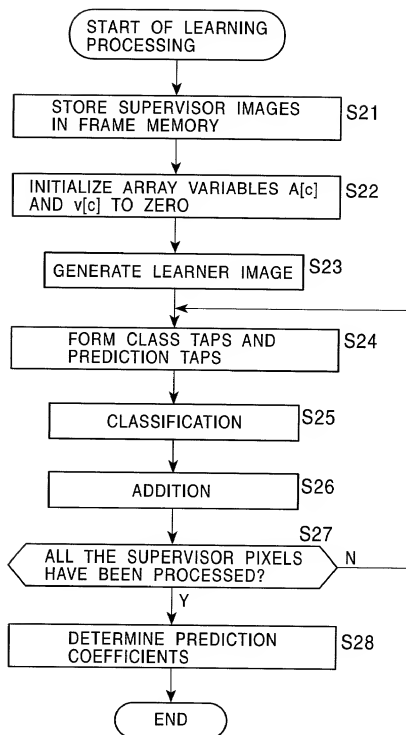 START OF LEARNING
PROCESSING
STORE SUPERVISOR IMAGES
IN FRAME MEMORY
S21
INITIALIZE ARRAY VARIABLES A[c]
AND v[c] TO ZERO
S22
GENERATE LEARNER IMAGE
S23
FORM CLASS TAPS AND
PREDICTION TAPS
S24
CLASSIFICATION
S25
ADDITION
S26
S27
ALL THE SUPERVISOR PIXELS
HAVE BEEN PROCESSED?
N
Y
DETERMINE PREDICTION
COEFFICIENTS
S28
END